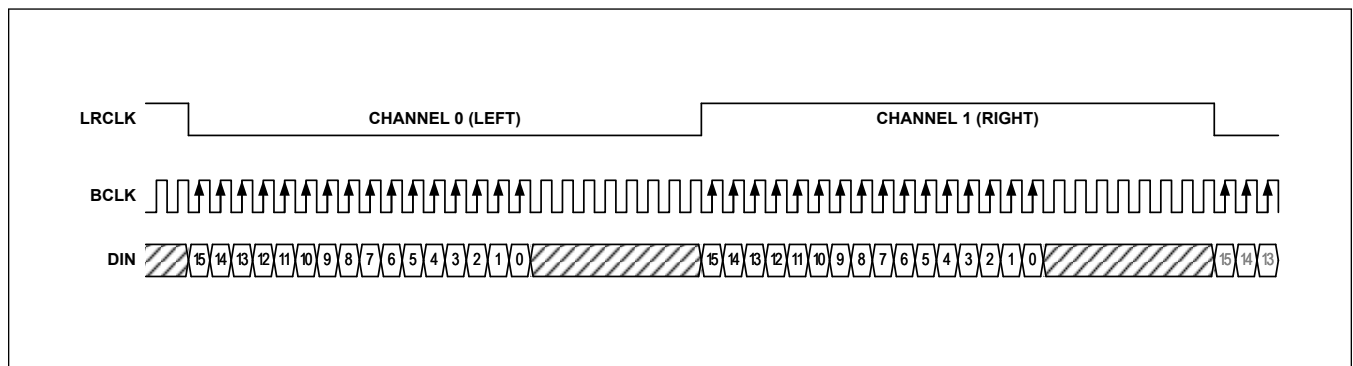 LRCLK CHANNEL 0 (LEFT) CHANNEL 1 (RIGHT)
BCLK
DIN 15 14 13 12 11 10 9 8 7 6 5 4 3 2 1 0 15 14 13 12 11 10 9 8 7 6 5 4 3 2 1 0 15 14 13